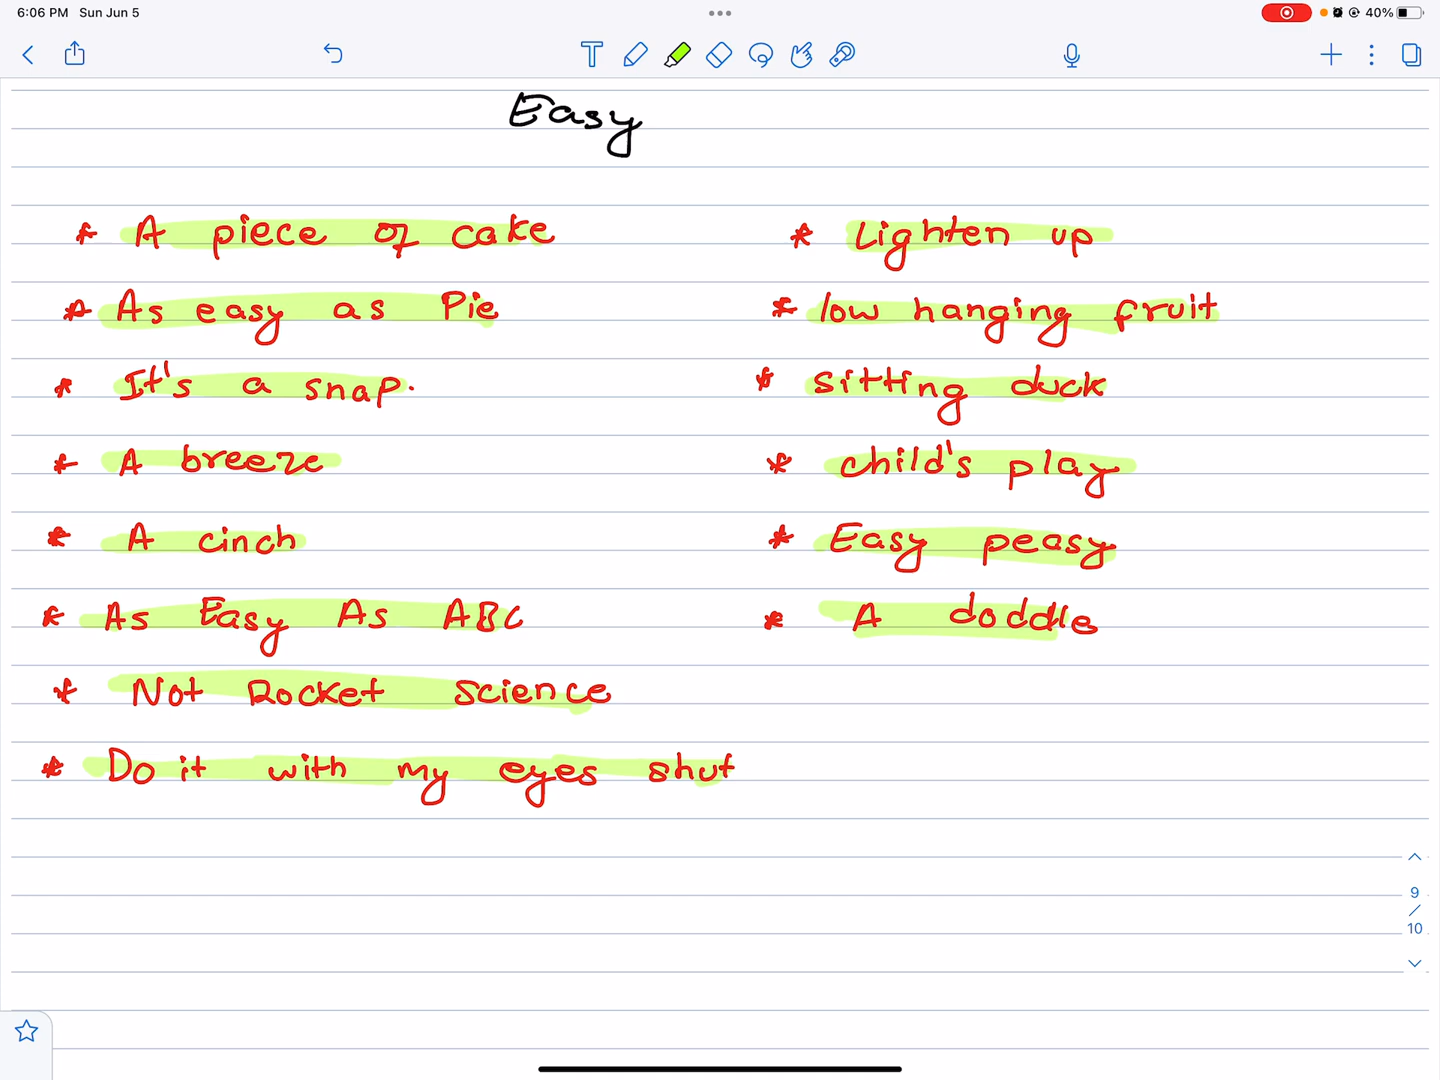 6:06 PM Sun Jun 5
40%
Easy
* A piece of cake
* As easy as Pie
* It's a snap.
* A breeze
* A cinch
* As Easy As ABC
* Not Rocket Science
* Do it with my eyes shut
* Lighten up
* low hanging fruit
* sitting duck
* child's play
* Easy peasy
* A doddle
9
/
10